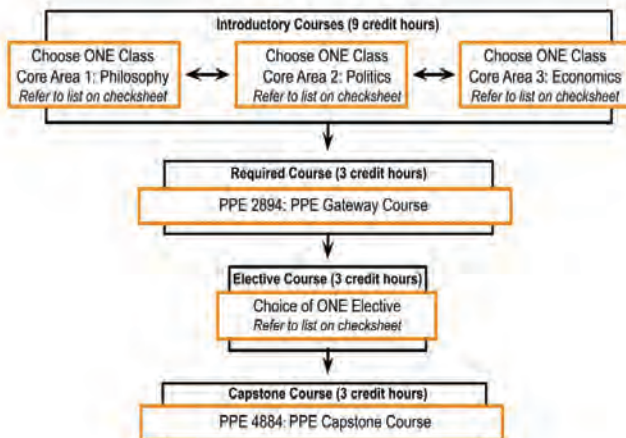 Introductory Courses (9 credit hours)
Choose ONE Class
Core Area 1: Philosophy
Refer to list on checksheet
Choose ONE Class
Core Area 2: Politics
Refer to list on checksheet
Choose ONE Class
Core Area 3: Economics
Refer to list on checksheet
Required Course (3 credit hours)
PPE 2894: PPE Gateway Course
Elective Course (3 credit hours)
Choice of ONE Elective
Refer to list on checksheet
Capstone Course (3 credit hours)
PPE 4884: PPE Capstone Course